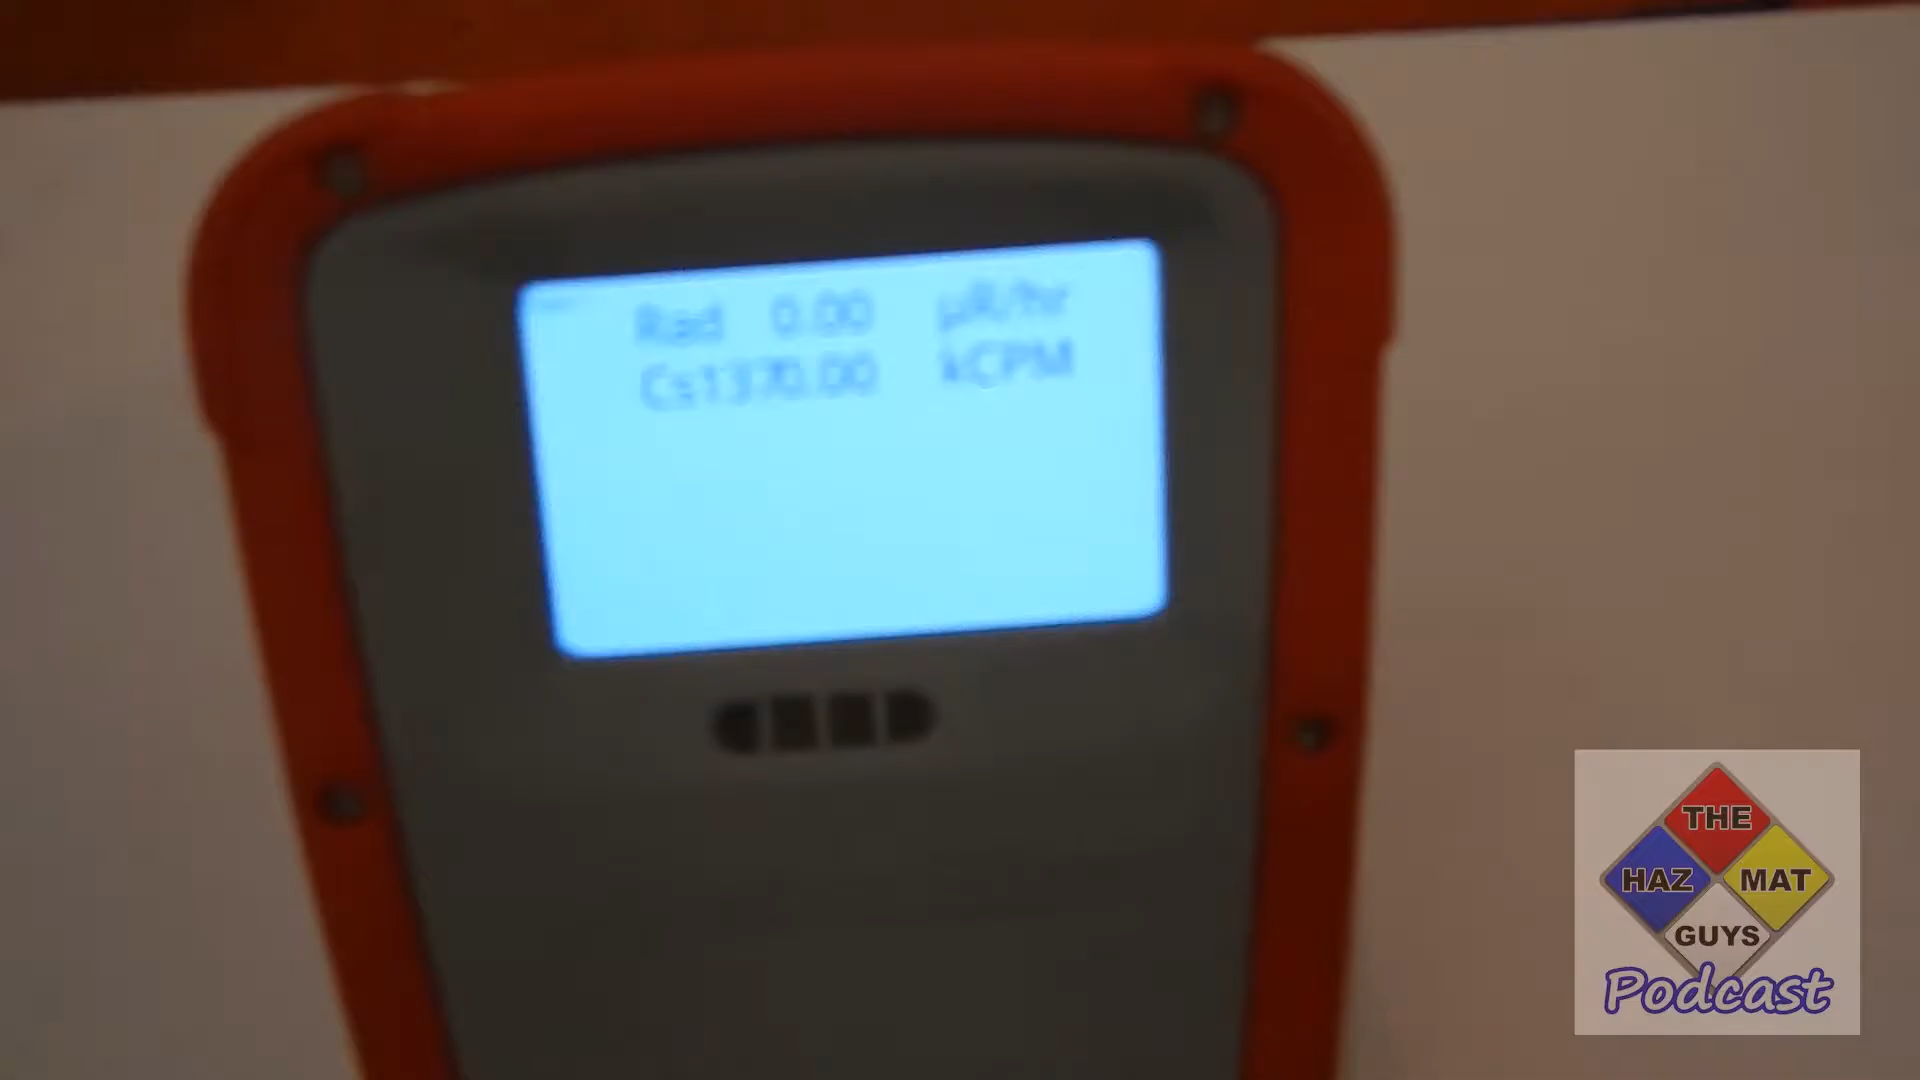 Rad 0.00 µR/hr
Cs1370.00 kCPM
THE
HAZ MAT
GUYS
Podcast